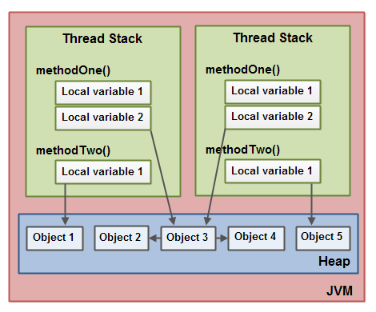 Thread Stack
methodOne()
Local variable 1
Local variable 2
methodTwo()
Local variable 1
Thread Stack
methodOne()
Local variable 1
Local variable 2
methodTwo()
Local variable 1
Object 1
Object 2
Object 3
Object 4
Object 5
Heap
JVM